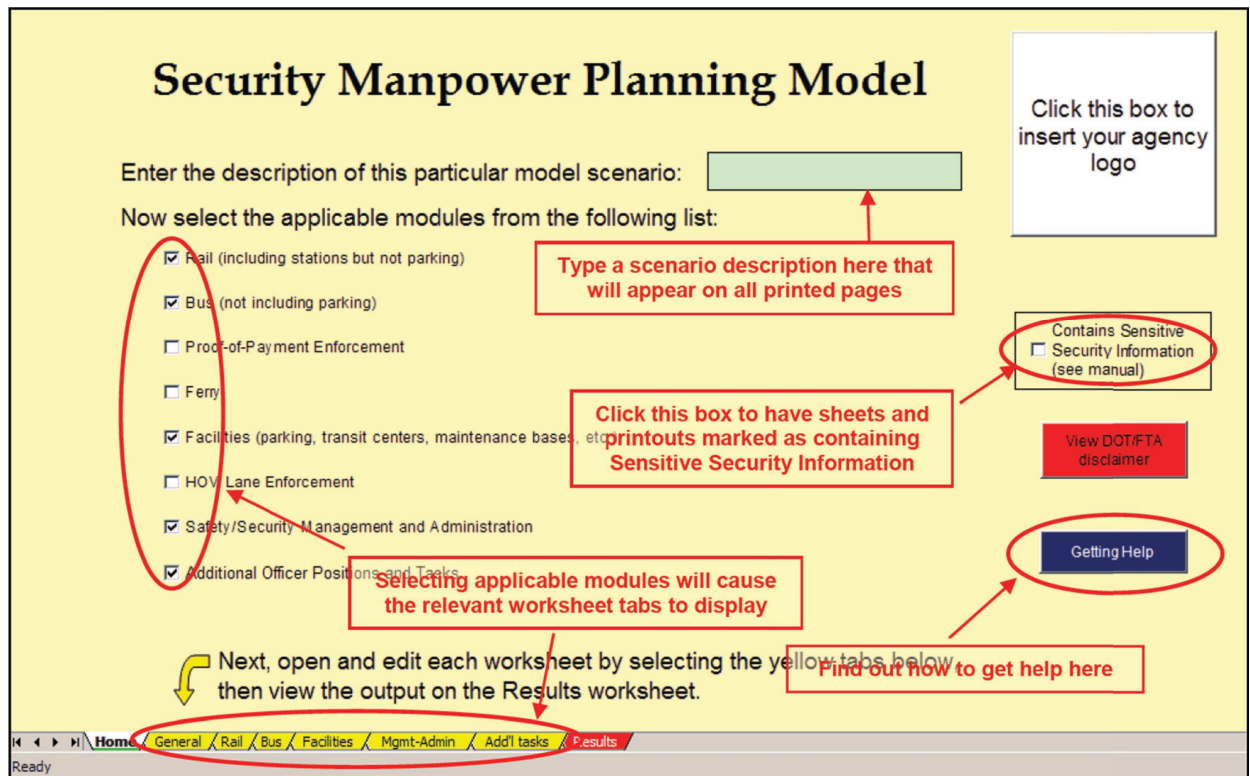 Security Manpower Planning Model
Click this box to
insert your agency
logo
Enter the description of this particular model scenario:
Now select the applicable modules from the following list:
Rail (including stations but not parking)
Type a scenario description here that
will appear on all printed pages
Bus (not including parking)
Proof-of-Payment Enforcement
Contains Sensitive
Security Information
(see manual)
Ferry
Click this box to have sheets and
printouts marked as containing
Sensitive Security Information
Facilities (parking, transit centers, maintenance bases, etc.)
View DOT/FTA
disclaimer
HOV Lane Enforcement
Safety/Security Management and Administration
Getting Help
Additional Officer Positions and Tasks
Selecting applicable modules will cause
the relevant worksheet tabs to display
Next, open and edit each worksheet by selecting the yellow tabs below,
then view the output on the Results worksheet.
Find out how to get help here
Home General Rail Bus Facilities Mgmt-Admin Add'l tasks Results
Ready